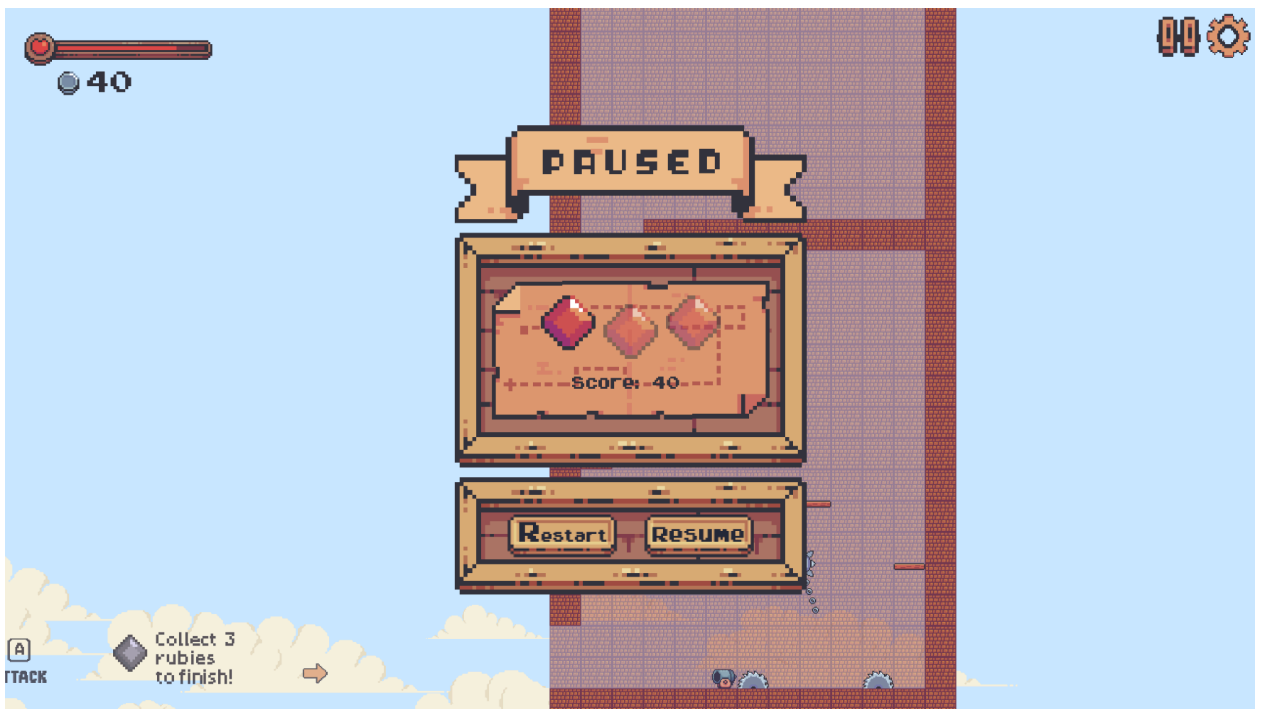 40
PAUSED
Score: 40
Restart
Resume
Collect 3
rubies
to finish!
A
TTACK